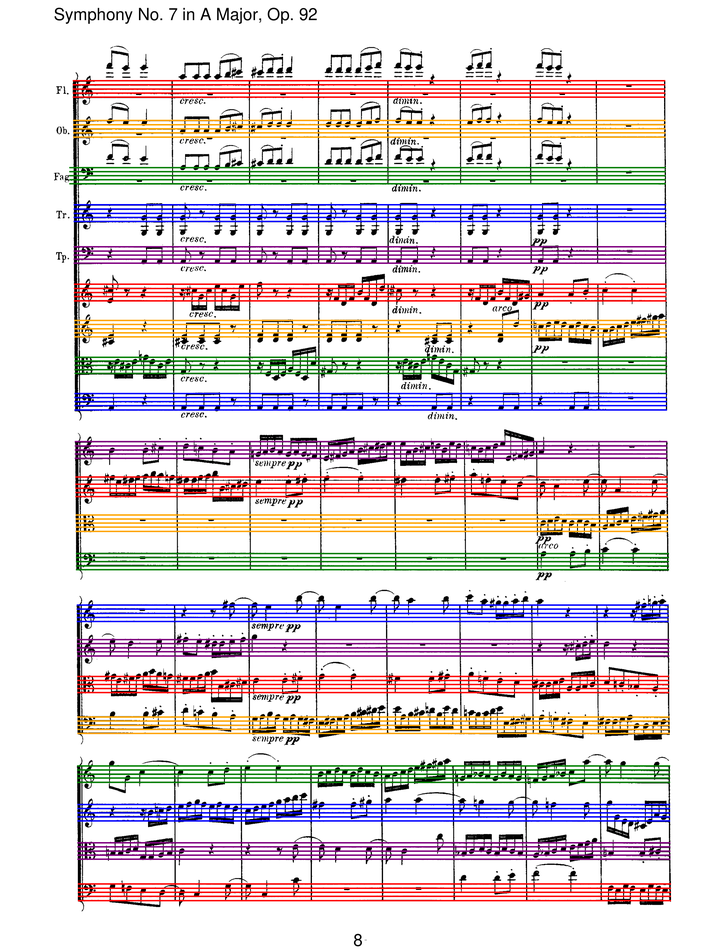 Symphony No. 7 in A Major, Op. 92
Fl.
cresc. dimin.
Ob.
cresc. dimin.
Fag
cresc. dimin.
Tr.
cresc. dimin. pp
Tp.
cresc. dimin. pp
cresc. arco pp
cresc. dimin. pp
cresc. dimin.
cresc. dimin.
sempre pp
sempre pp
pp
arco
pp
sempre pp
sempre pp
sempre pp
8